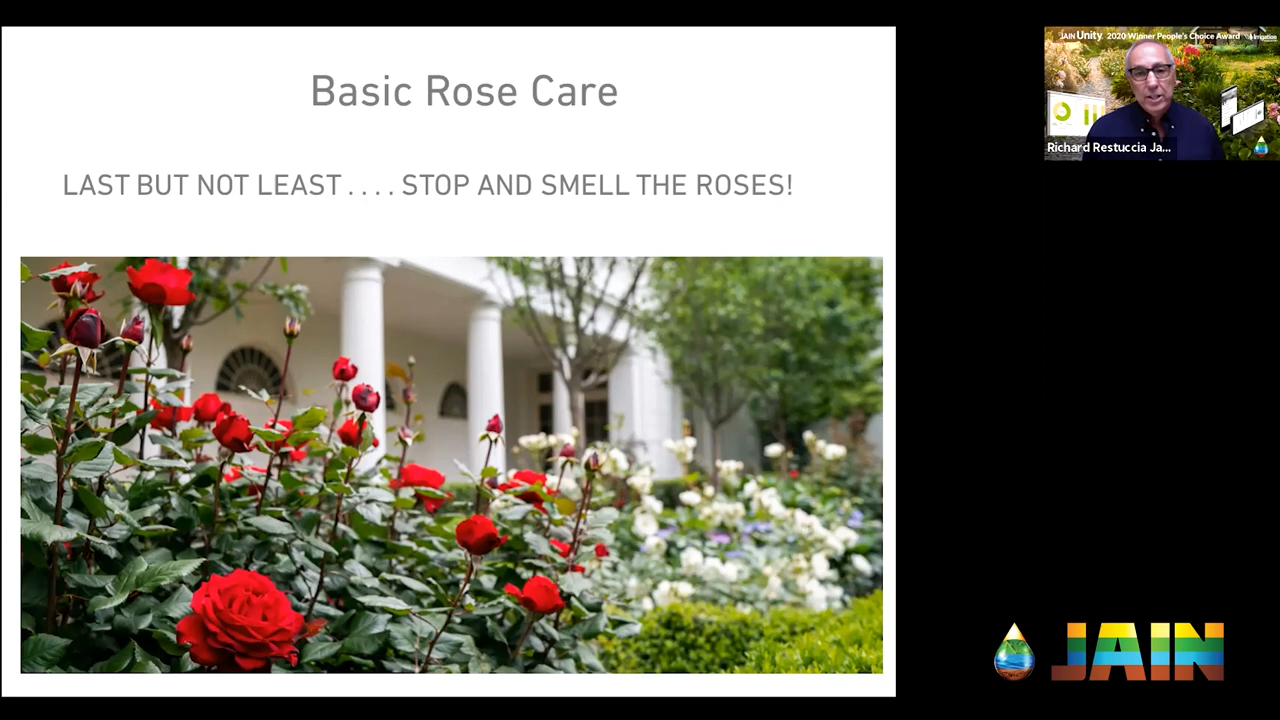 Basic Rose Care
LAST BUT NOT LEAST . . . . STOP AND SMELL THE ROSES!
JAIN Unity 2020 Winner People's Choice Award
Richard Restuccia Ja...
JAIN